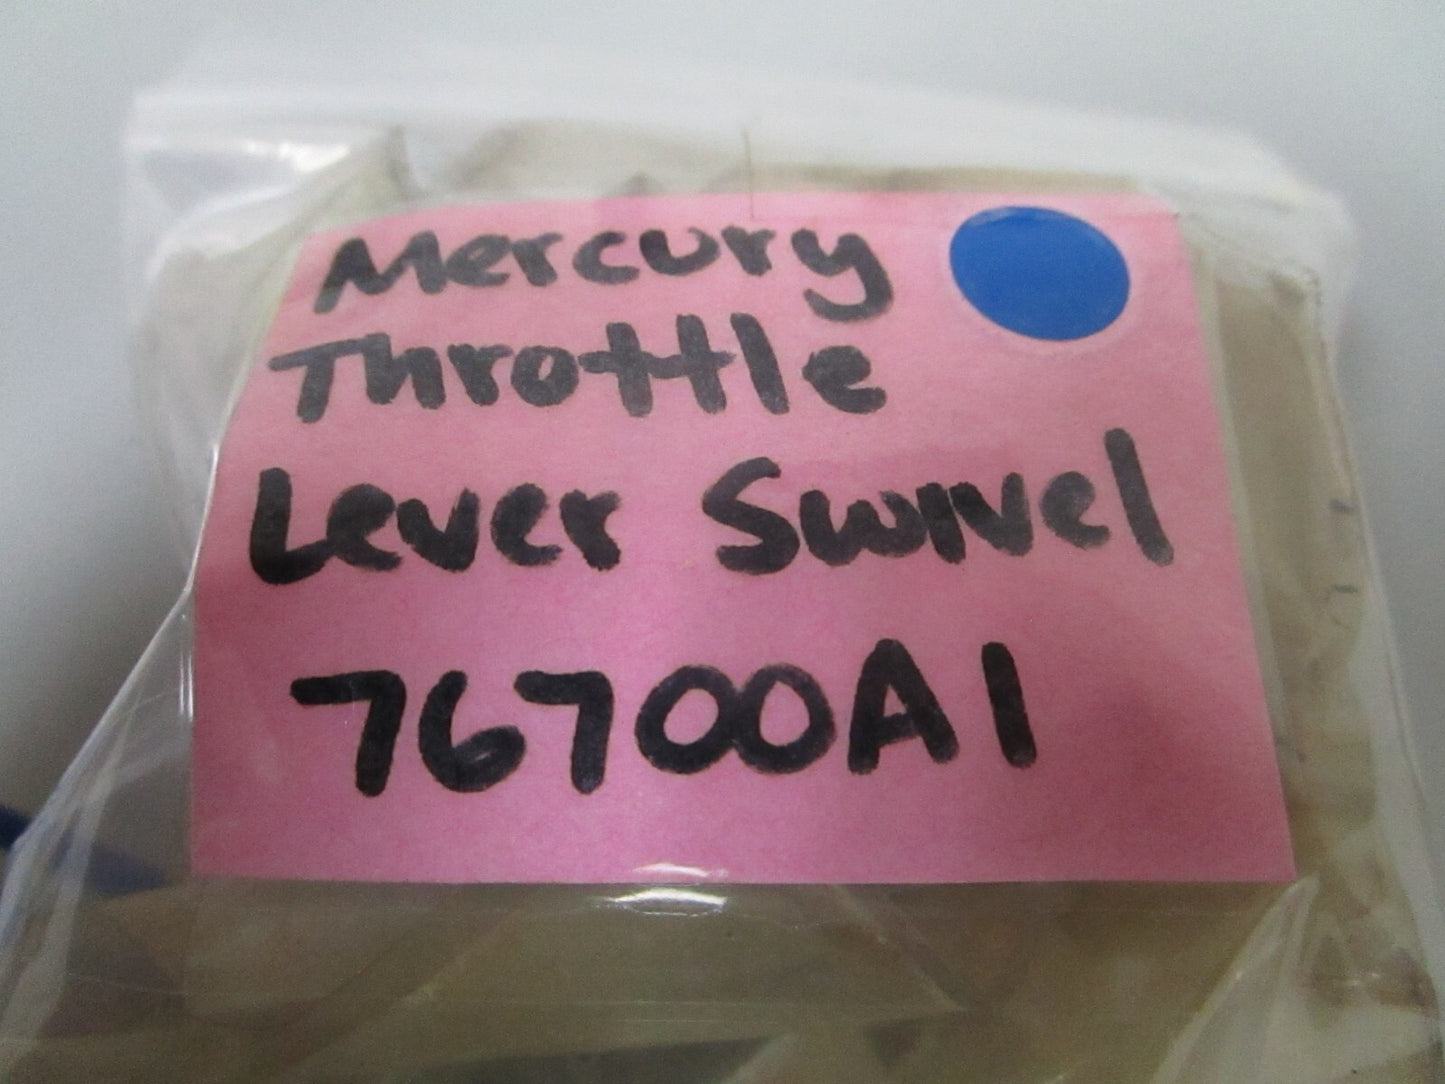 Mercury
Throttle
Lever Swivel
76700A1